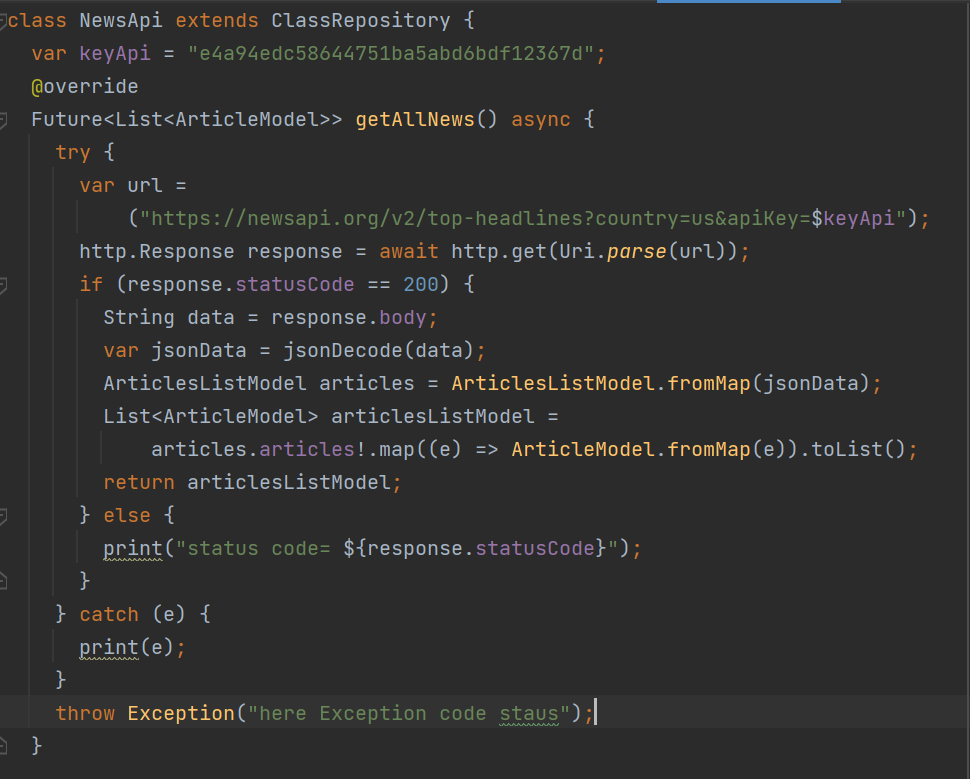 class NewsApi extends ClassRepository {
var keyApi = "e4a94edc58644751ba5abd6bdf12367d";
@override
Future<List<ArticleModel>> getAllNews() async {
try {
var url =
("https://newsapi.org/v2/top-headlines?country=us&apiKey=$keyApi");
http.Response response = await http.get(Uri.parse(url));
if (response.statusCode == 200) {
String data = response.body;
var jsonData = jsonDecode(data);
ArticlesListModel articles = ArticlesListModel.fromMap(jsonData);
List<ArticleModel> articlesListModel =
articles.articles!.map((e) => ArticleModel.fromMap(e)).toList();
return articlesListModel;
} else {
print("status code= ${response.statusCode}");
}
} catch (e) {
print(e);
}
throw Exception("here Exception code staus");
}